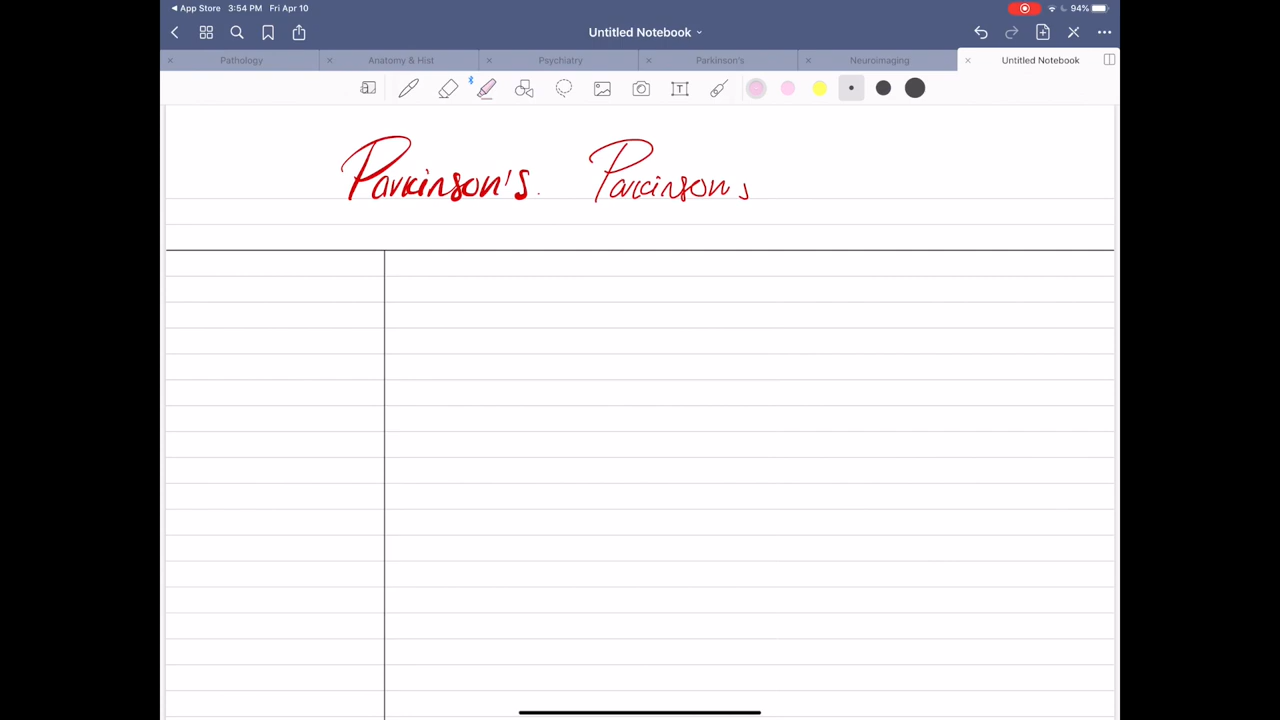 App Store 3:54 PM Fri Apr 10 94%
Untitled Notebook
Pathology Anatomy & Hist Psychiatry Parkinson's Neuroimaging Untitled Notebook
T
Parkinson's. Parkinsons